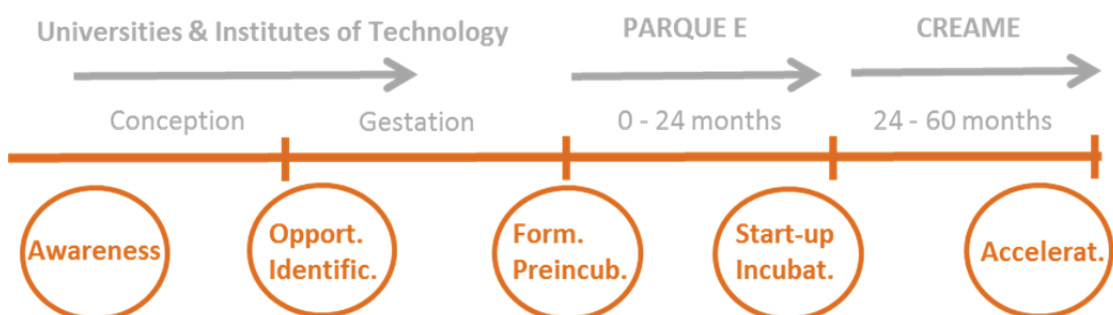 Universities & Institutes of Technology
PARQUE E
CREAME
Conception
Gestation
0 - 24 months
24 - 60 months
Awareness
Opport.
Identific.
Form.
Preincub.
Start-up
Incubat.
Accelerat.